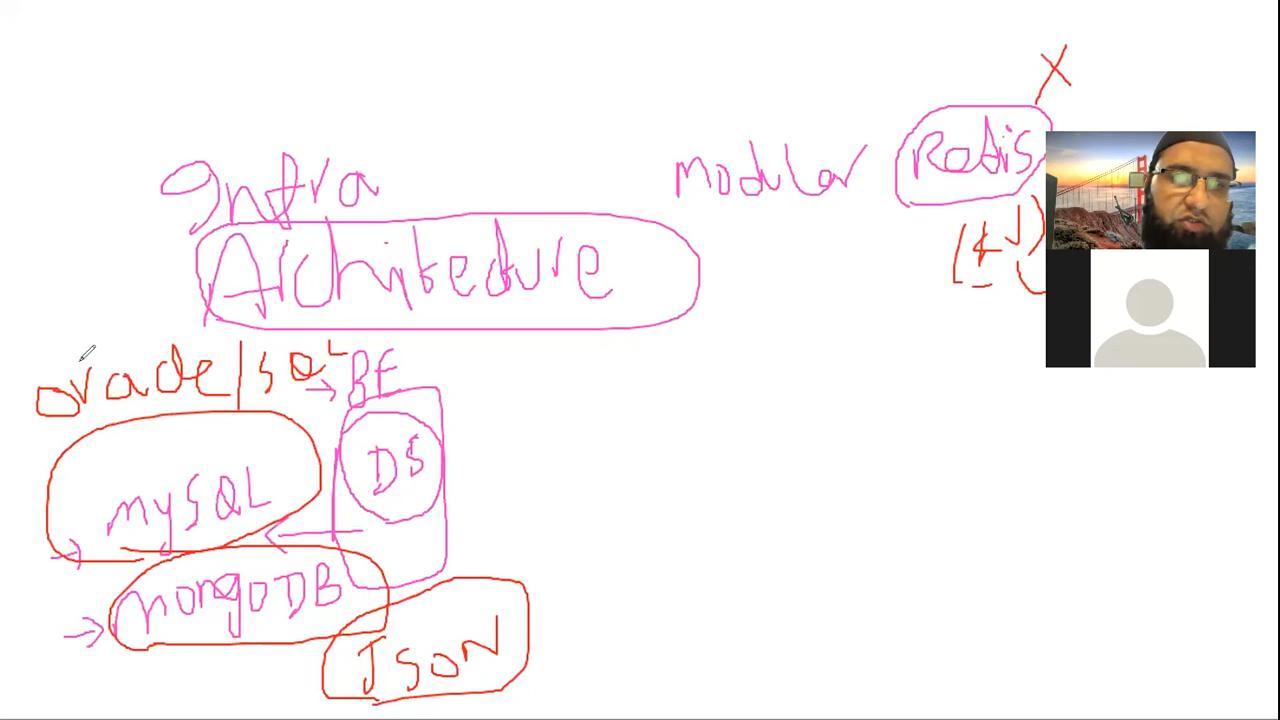 Infra
Modular Redis
X
Architecture
Oracle/SQL
BE
DS
MySQL
MongoDB
JSON